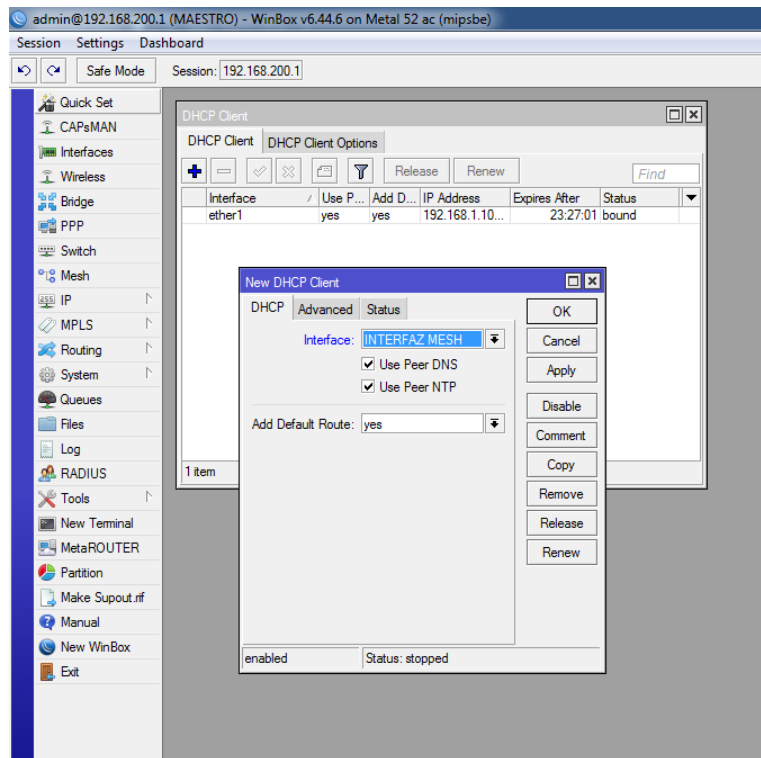 admin@192.168.200.1 (MAESTRO) - WinBox v6.44.6 on Metal 52 ac (mipsbe)
Session Settings Dashboard
Safe Mode Session: 192.168.200.1
Quick Set
CAPsMAN
Interfaces
Wireless
Bridge
PPP
Switch
Mesh
IP
MPLS
Routing
System
Queues
Files
Log
RADIUS
Tools
New Terminal
MetaROUTER
Partition
Make Supout.rif
Manual
New WinBox
Exit
DHCP Client
DHCP Client DHCP Client Options
Release Renew Find
Interface / Use P... Add D... IP Address Expires After Status
ether1 yes yes 192.168.1.10... 23:27:01 bound
1 item
New DHCP Client
DHCP Advanced Status
Interface: INTERFAZ MESH
Use Peer DNS
Use Peer NTP
Add Default Route: yes
OK
Cancel
Apply
Disable
Comment
Copy
Remove
Release
Renew
enabled Status: stopped